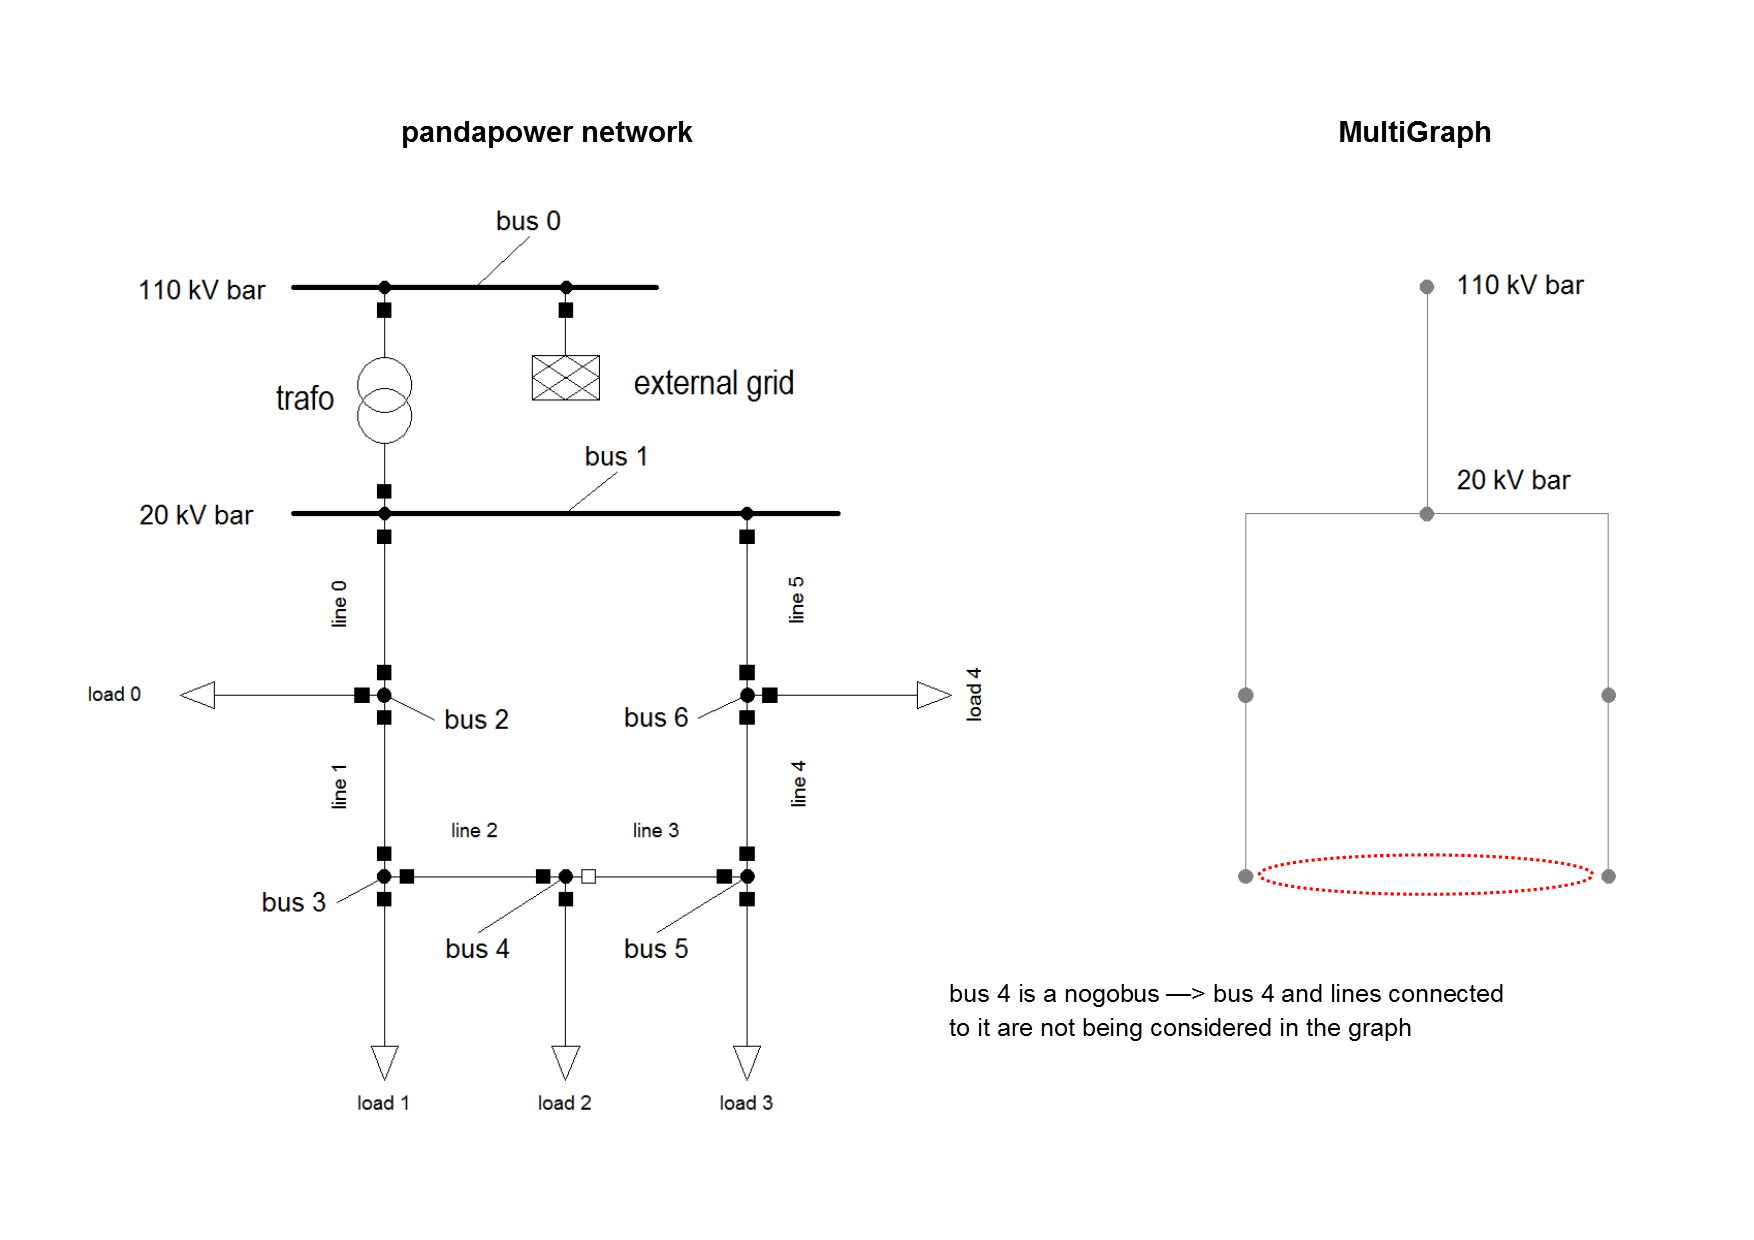 pandapower network
MultiGraph
bus 0
110 kV bar
110 kV bar
trafo
external grid
bus 1
20 kV bar
20 kV bar
line 0
line 5
load 0
load 4
bus 2
bus 6
line 1
line 4
line 2
line 3
bus 3
bus 4
bus 5
bus 4 is a nogobus —> bus 4 and lines connected
to it are not being considered in the graph
load 1
load 2
load 3